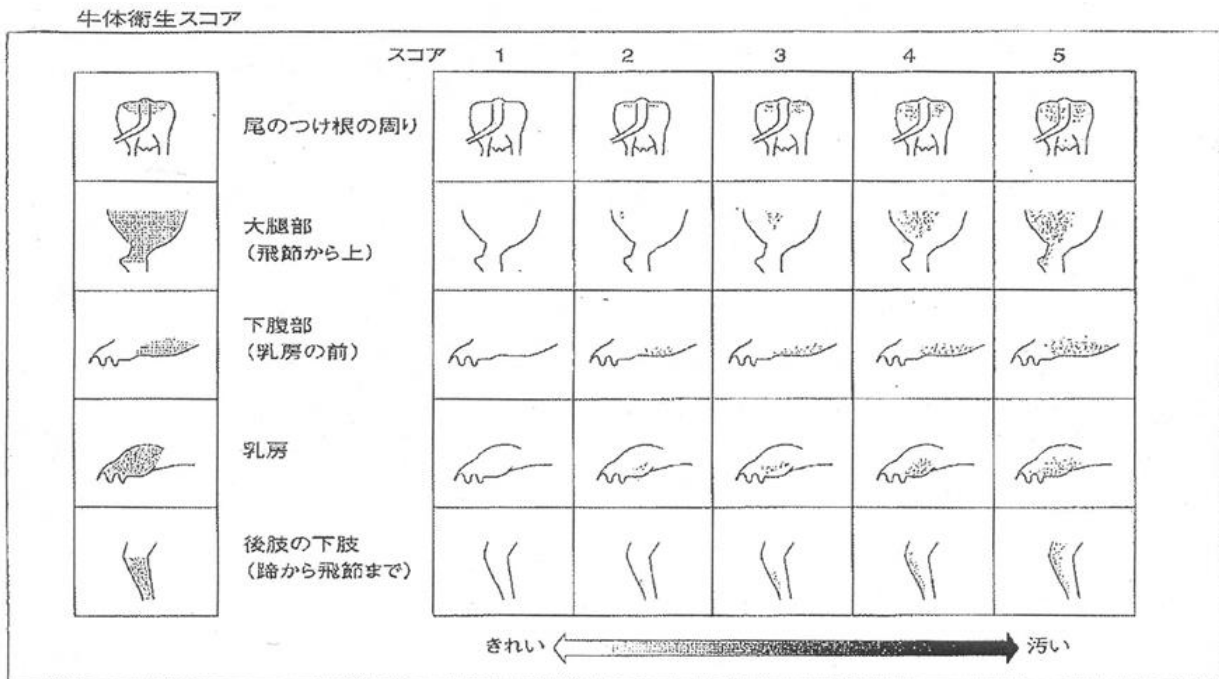 牛体衛生スコア
スコア 1 2 3 4 5
尾のつけ根の周り
大腿部
(飛節から上)
下腹部
(乳房の前)
乳房
後肢の下肢
(蹄から飛節まで)
きれい 汚い